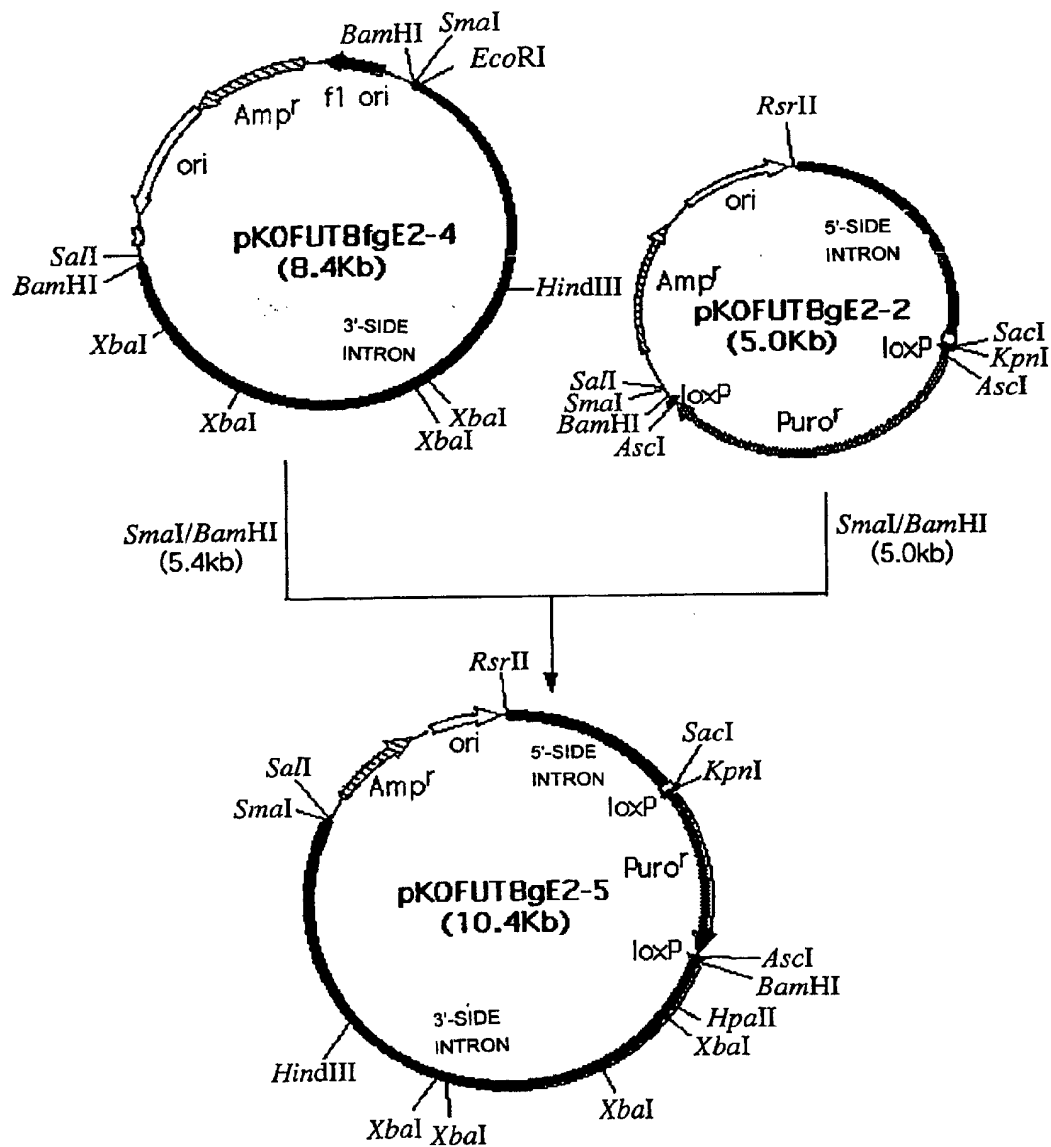 BamHI
SmaI
EcoRI
f1 ori
Ampr
ori
SalI
BamHI
XbaI
XbaI
XbaI
XbaI
HindIII
pKOFUT8fgE2-4
(8.4Kb)
3'-SIDE
INTRON
RsrII
ori
5'-SIDE
INTRON
Ampr
pKOFUT8gE2-2
(5.0Kb)
loxP
SacI
KpnI
AscI
SalI
SmaI
BamHI
AscI
loxP
Puror
SmaI/BamHI
(5.4kb)
SmaI/BamHI
(5.0kb)
RsrII
ori
5'-SIDE
INTRON
SacI
KpnI
loxP
Ampr
SalI
SmaI
Puror
pKOFUT8gE2-5
(10.4Kb)
loxP
AscI
BamHI
HpaII
XbaI
3'-SIDE
INTRON
HindIII
XbaI
XbaI
XbaI